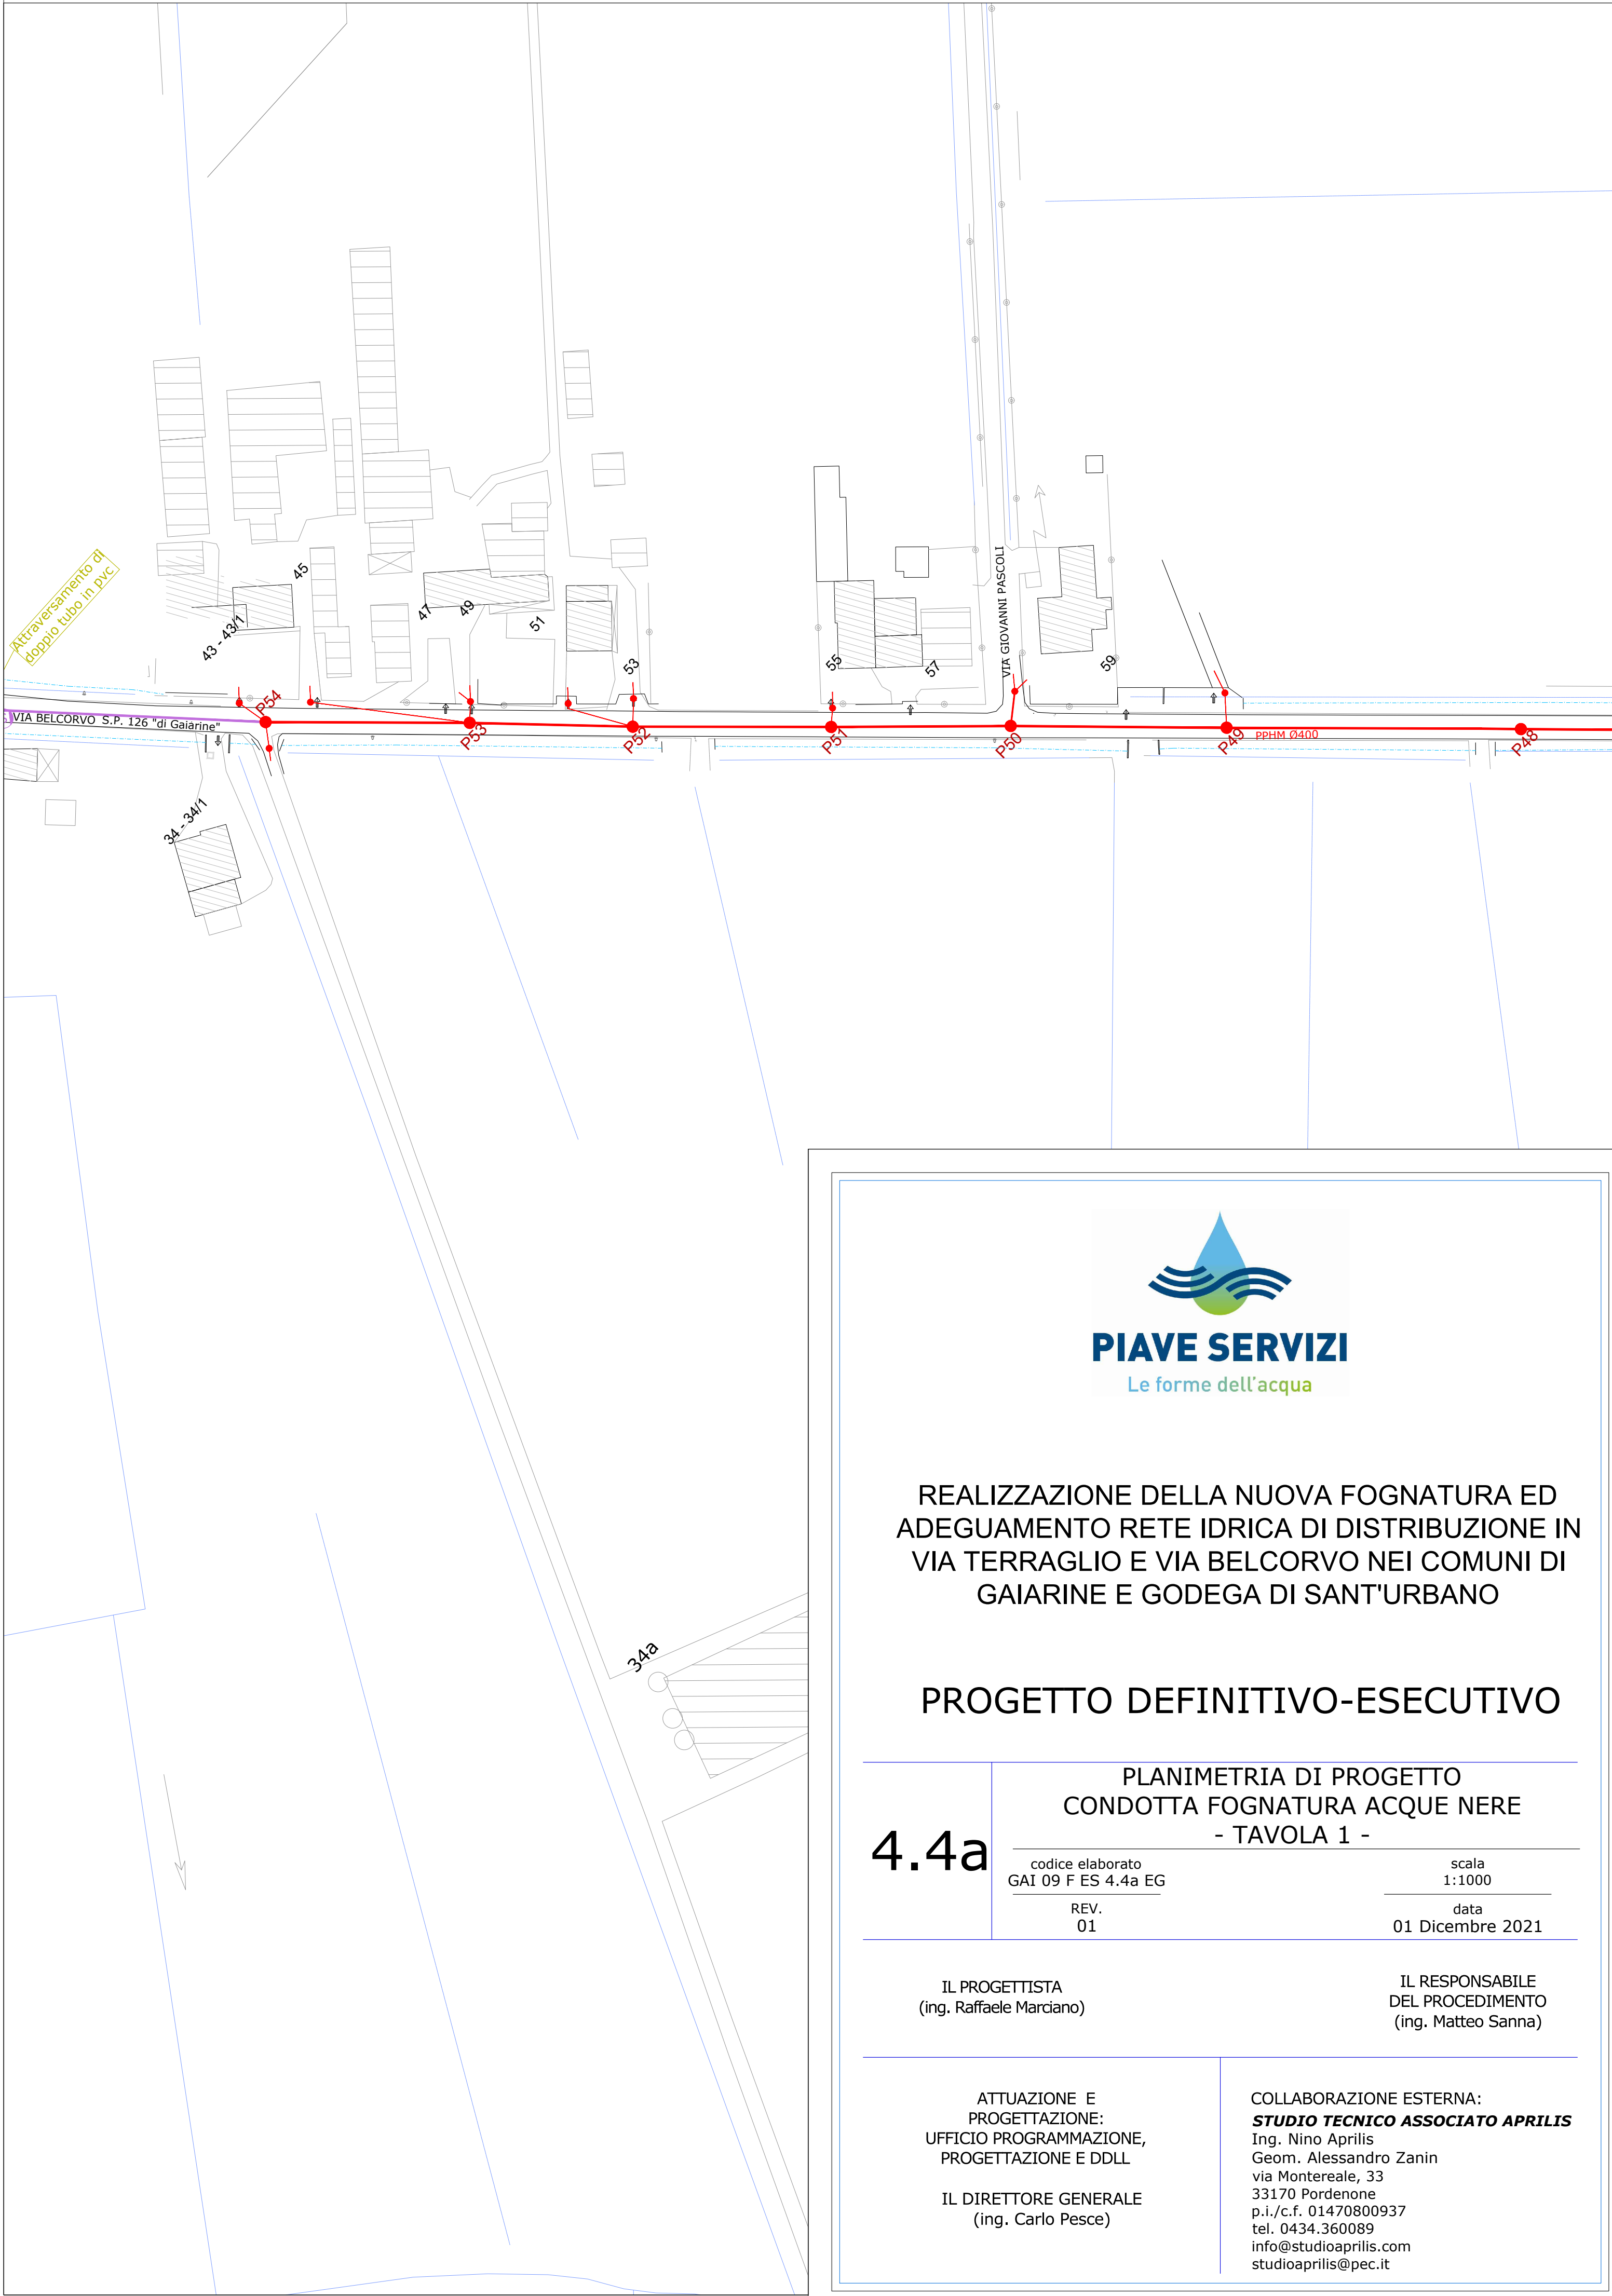 Attraversamento di
doppio tubo in pvc
43 - 43/1
45
47
49
51
53
55
57
VIA GIOVANNI PASCOLI
59
P54
VIA BELCORVO  S.P. 126 "di Gaiarine"
P53
P52
P51
P50
P49
PPHM Ø400
P48
34 - 34/1
34a
PIAVE SERVIZI
Le forme dell'acqua
REALIZZAZIONE DELLA NUOVA FOGNATURA ED
ADEGUAMENTO RETE IDRICA DI DISTRIBUZIONE IN
VIA TERRAGLIO E VIA BELCORVO NEI COMUNI DI
GAIARINE E GODEGA DI SANT'URBANO
PROGETTO DEFINITIVO-ESECUTIVO
4.4a
PLANIMETRIA DI PROGETTO
CONDOTTA FOGNATURA ACQUE NERE
- TAVOLA 1 -
codice elaborato
GAI 09 F ES 4.4a EG
scala
1:1000
REV.
01
data
01 Dicembre 2021
IL PROGETTISTA
(ing. Raffaele Marciano)
IL RESPONSABILE
DEL PROCEDIMENTO
(ing. Matteo Sanna)
ATTUAZIONE  E
PROGETTAZIONE:
UFFICIO PROGRAMMAZIONE,
PROGETTAZIONE E DDLL
IL DIRETTORE GENERALE
(ing. Carlo Pesce)
COLLABORAZIONE ESTERNA:
STUDIO TECNICO ASSOCIATO APRILIS
Ing. Nino Aprilis
Geom. Alessandro Zanin
via Montereale, 33
33170 Pordenone
p.i./c.f. 01470800937
tel. 0434.360089
info@studioaprilis.com
studioaprilis@pec.it